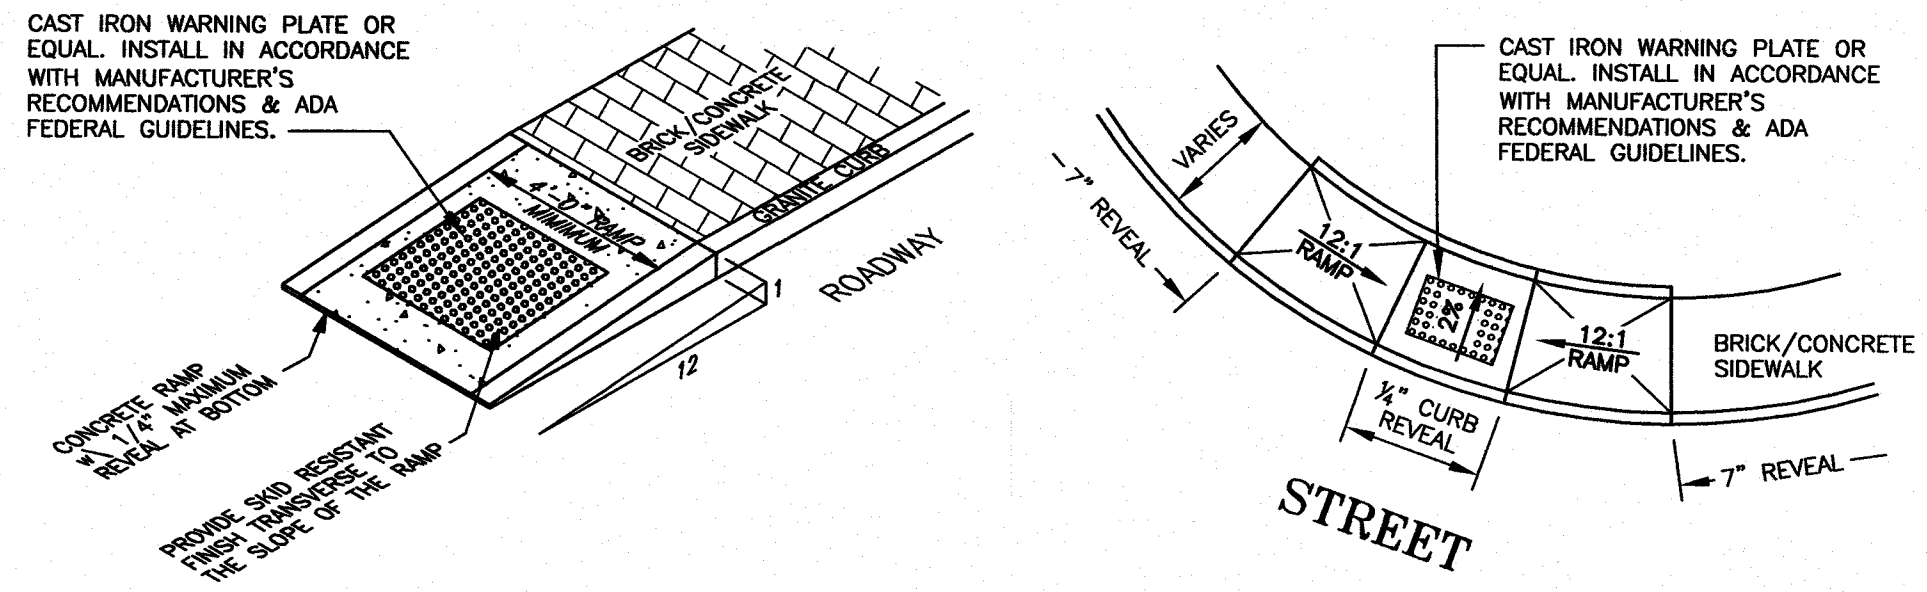 CAST IRON WARNING PLATE OR
EQUAL. INSTALL IN ACCORDANCE
WITH MANUFACTURER'S
RECOMMENDATIONS & ADA
FEDERAL GUIDELINES.
BRICK/CONCRETE
SIDEWALK
GRANITE CURB
4'-0" RAMP
MINIMUM
ROADWAY
1
12
CONCRETE RAMP
w\ 1/4" MAXIMUM
REVEAL AT BOTTOM
PROVIDE SKID RESISTANT
FINISH TRANSVERSE TO
THE SLOPE OF THE RAMP
CAST IRON WARNING PLATE OR
EQUAL. INSTALL IN ACCORDANCE
WITH MANUFACTURER'S
RECOMMENDATIONS & ADA
FEDERAL GUIDELINES.
VARIES
7" REVEAL
12:1
RAMP
2%
12:1
RAMP
BRICK/CONCRETE
SIDEWALK
1/4" CURB
REVEAL
7" REVEAL
STREET